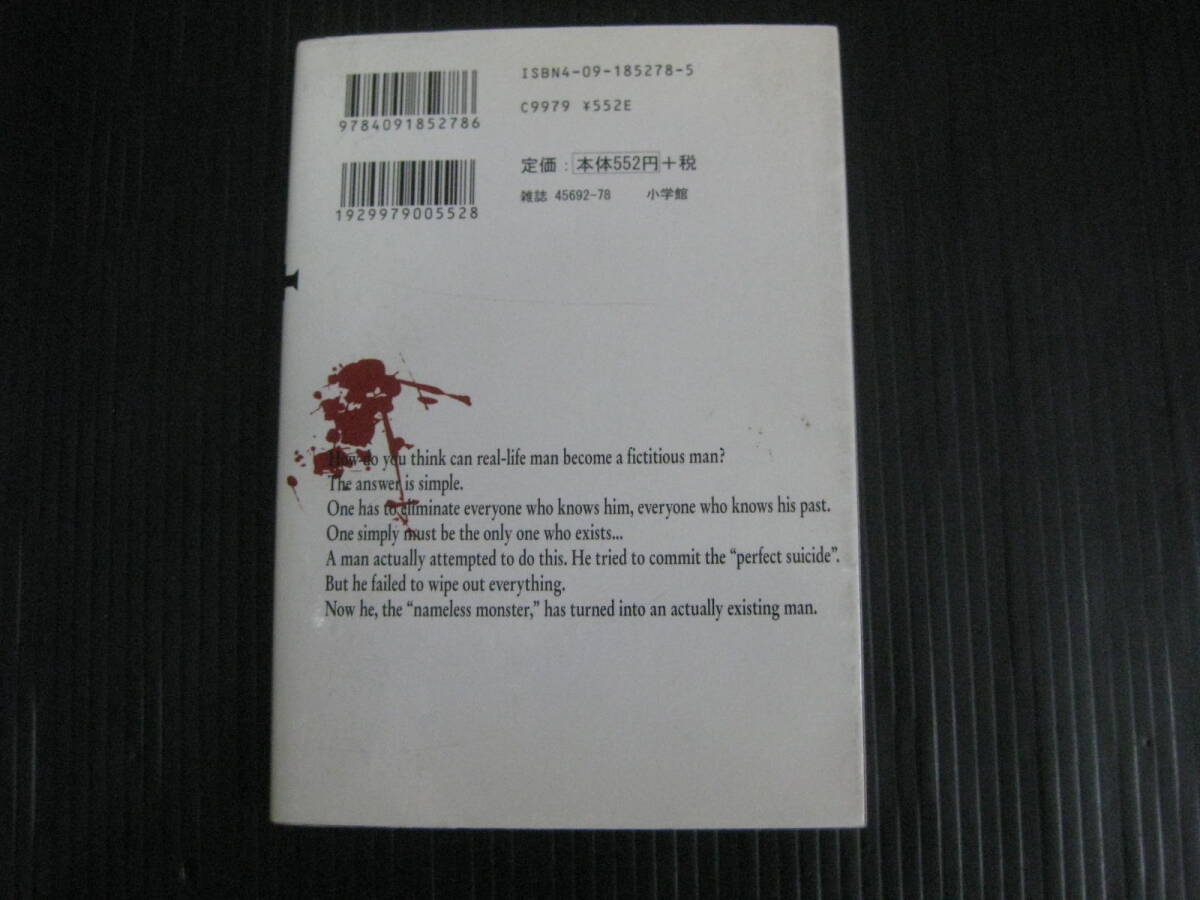 ISBN4-09-185278-5
9784091852786
C9979 ¥552E
定価：本体552円＋税
1929979005528
雑誌 45692-78 小学館
How do you think can real-life man become a fictitious man?
The answer is simple.
One has to eliminate everyone who knows him, everyone who knows his past.
One simply must be the only one who exists...
A man actually attempted to do this. He tried to commit the “perfect suicide”.
But he failed to wipe out everything.
Now he, the “nameless monster,” has turned into an actually existing man.